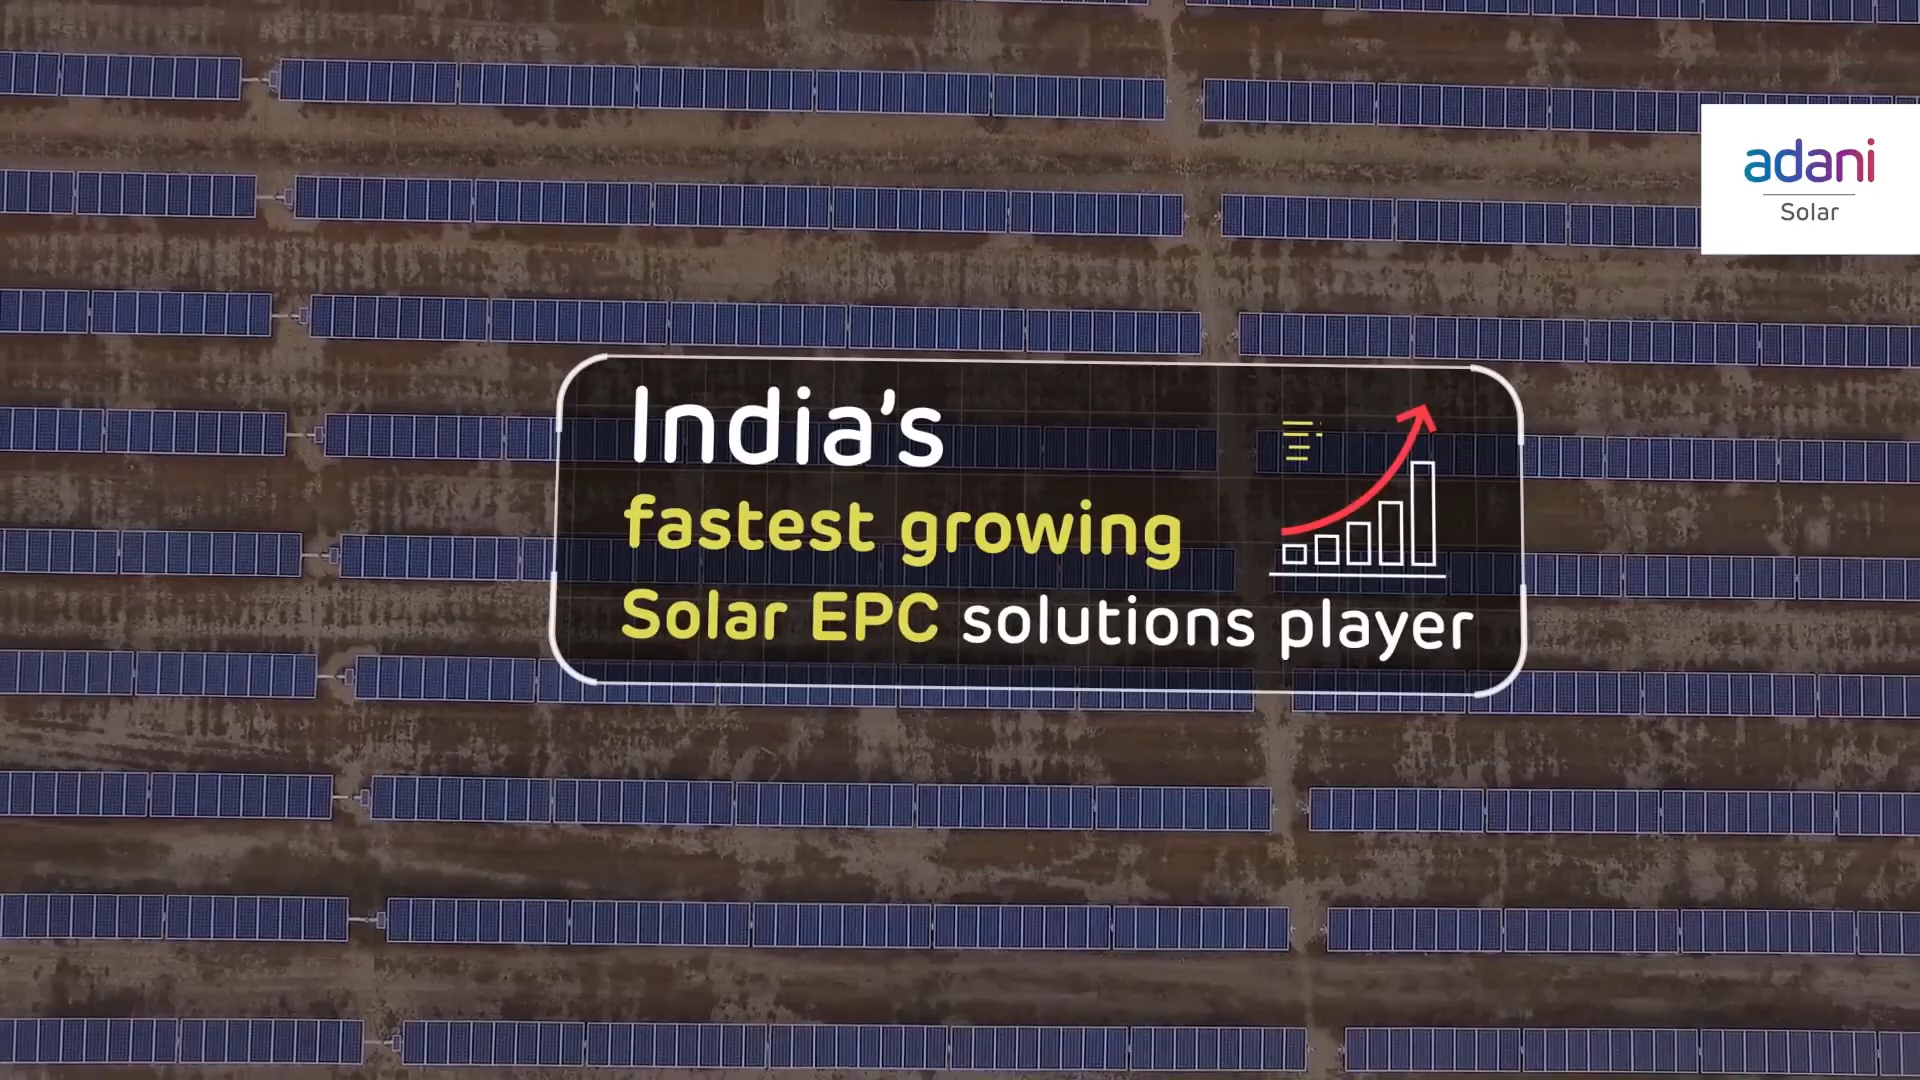 adani
Solar
India's
fastest growing
Solar EPC solutions player